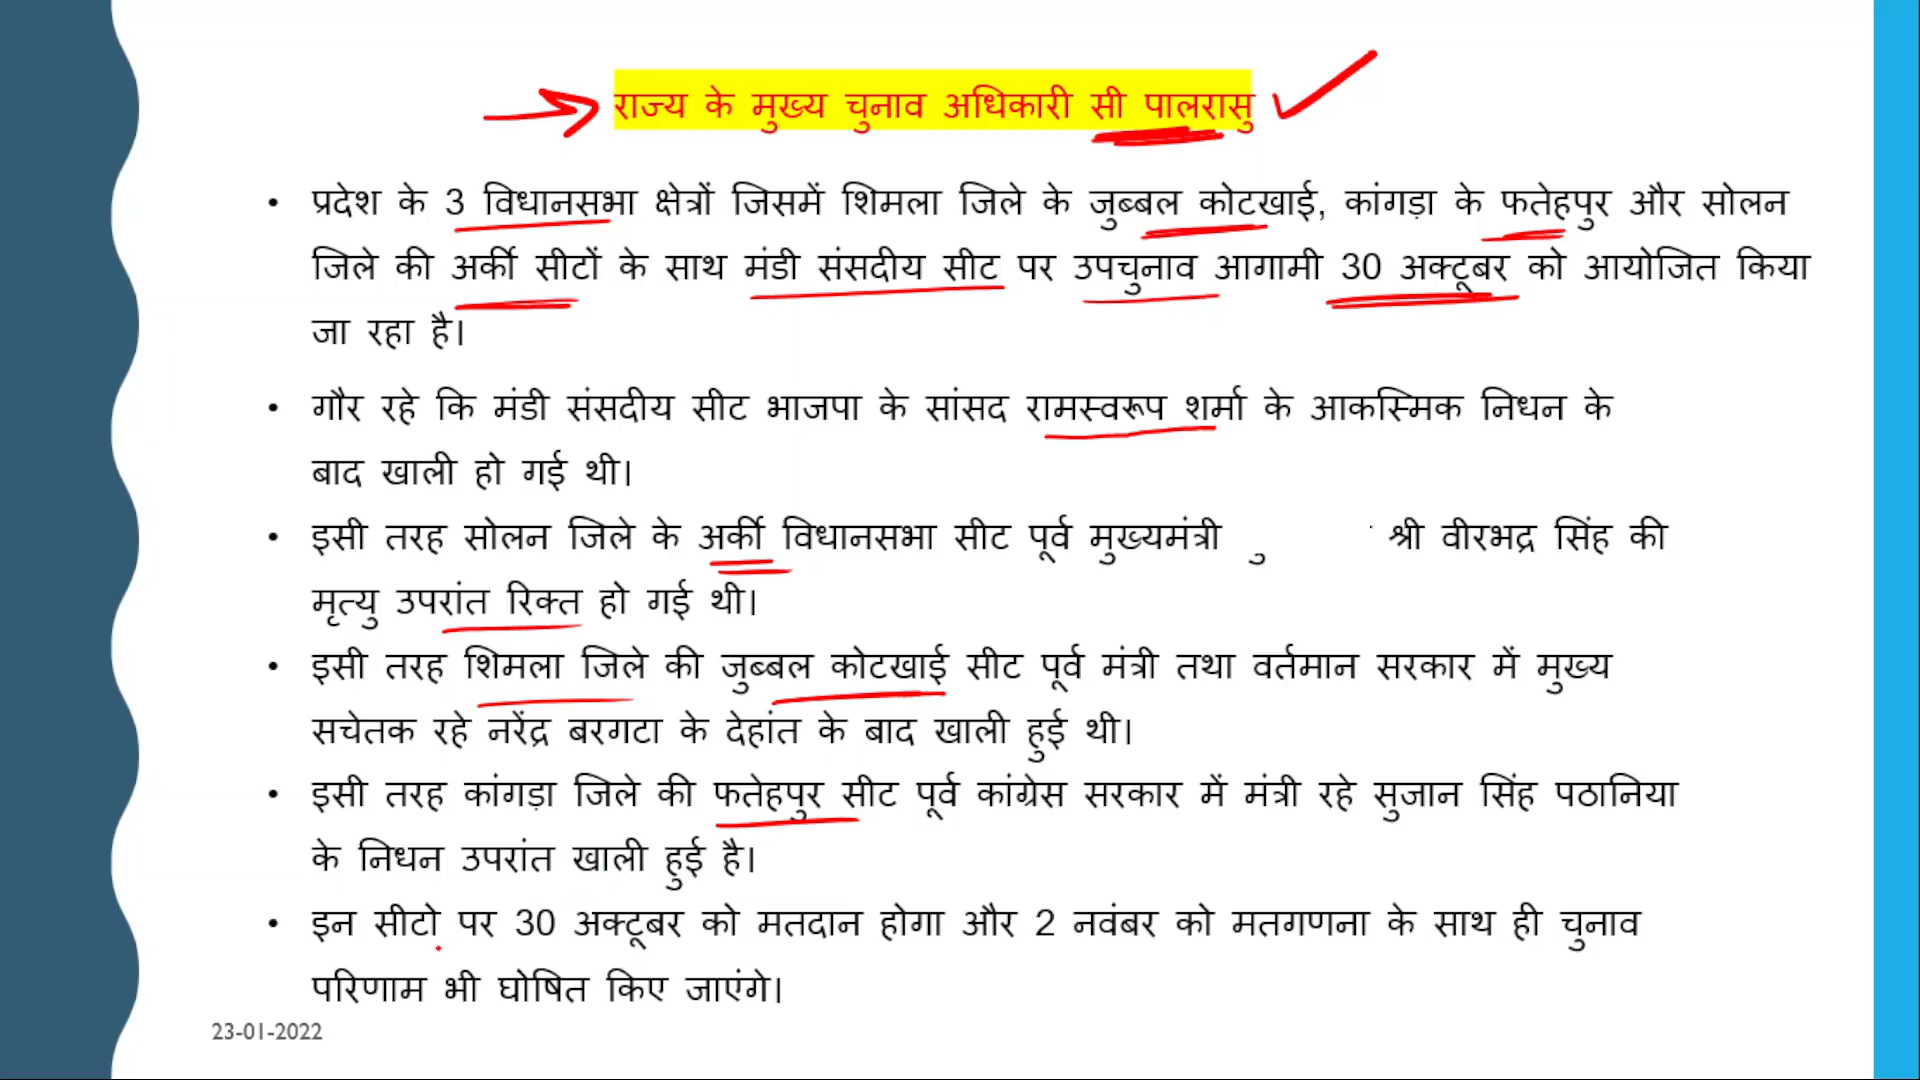 राज्य के मुख्य चुनाव अधिकारी सी पालरासु
• प्रदेश के 3 विधानसभा क्षेत्रों जिसमें शिमला जिले के जुब्बल कोटखाई, कांगड़ा के फतेहपुर और सोलन
जिले की अर्की सीटों के साथ मंडी संसदीय सीट पर उपचुनाव आगामी 30 अक्टूबर को आयोजित किया
जा रहा है।
• गौर रहे कि मंडी संसदीय सीट भाजपा के सांसद रामस्वरूप शर्मा के आकस्मिक निधन के
बाद खाली हो गई थी।
• इसी तरह सोलन जिले के अर्की विधानसभा सीट पूर्व मुख्यमंत्री श्री वीरभद्र सिंह की
मृत्यु उपरांत रिक्त हो गई थी।
• इसी तरह शिमला जिले की जुब्बल कोटखाई सीट पूर्व मंत्री तथा वर्तमान सरकार में मुख्य
सचेतक रहे नरेंद्र बरगटा के देहांत के बाद खाली हुई थी।
• इसी तरह कांगड़ा जिले की फतेहपुर सीट पूर्व कांग्रेस सरकार में मंत्री रहे सुजान सिंह पठानिया
के निधन उपरांत खाली हुई है।
• इन सीटो पर 30 अक्टूबर को मतदान होगा और 2 नवंबर को मतगणना के साथ ही चुनाव
परिणाम भी घोषित किए जाएंगे।
23-01-2022